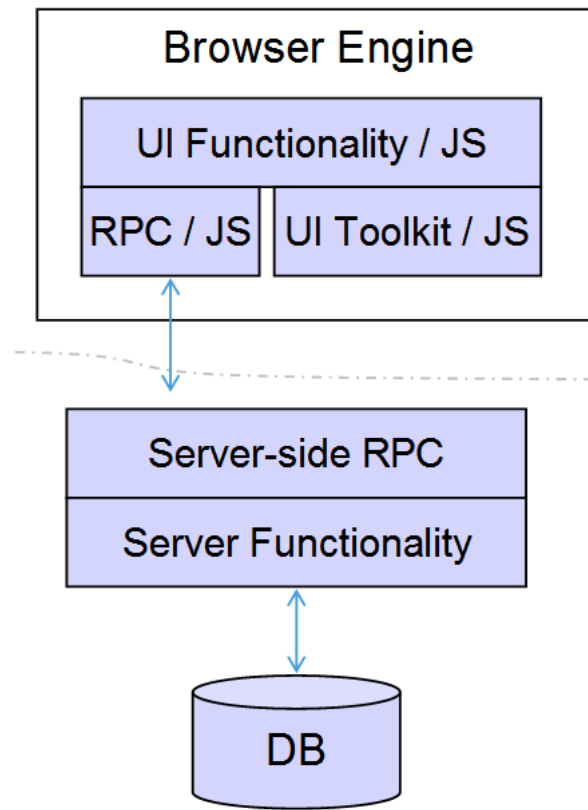 Browser Engine
UI Functionality / JS
RPC / JS
UI Toolkit / JS
Server-side RPC
Server Functionality
DB